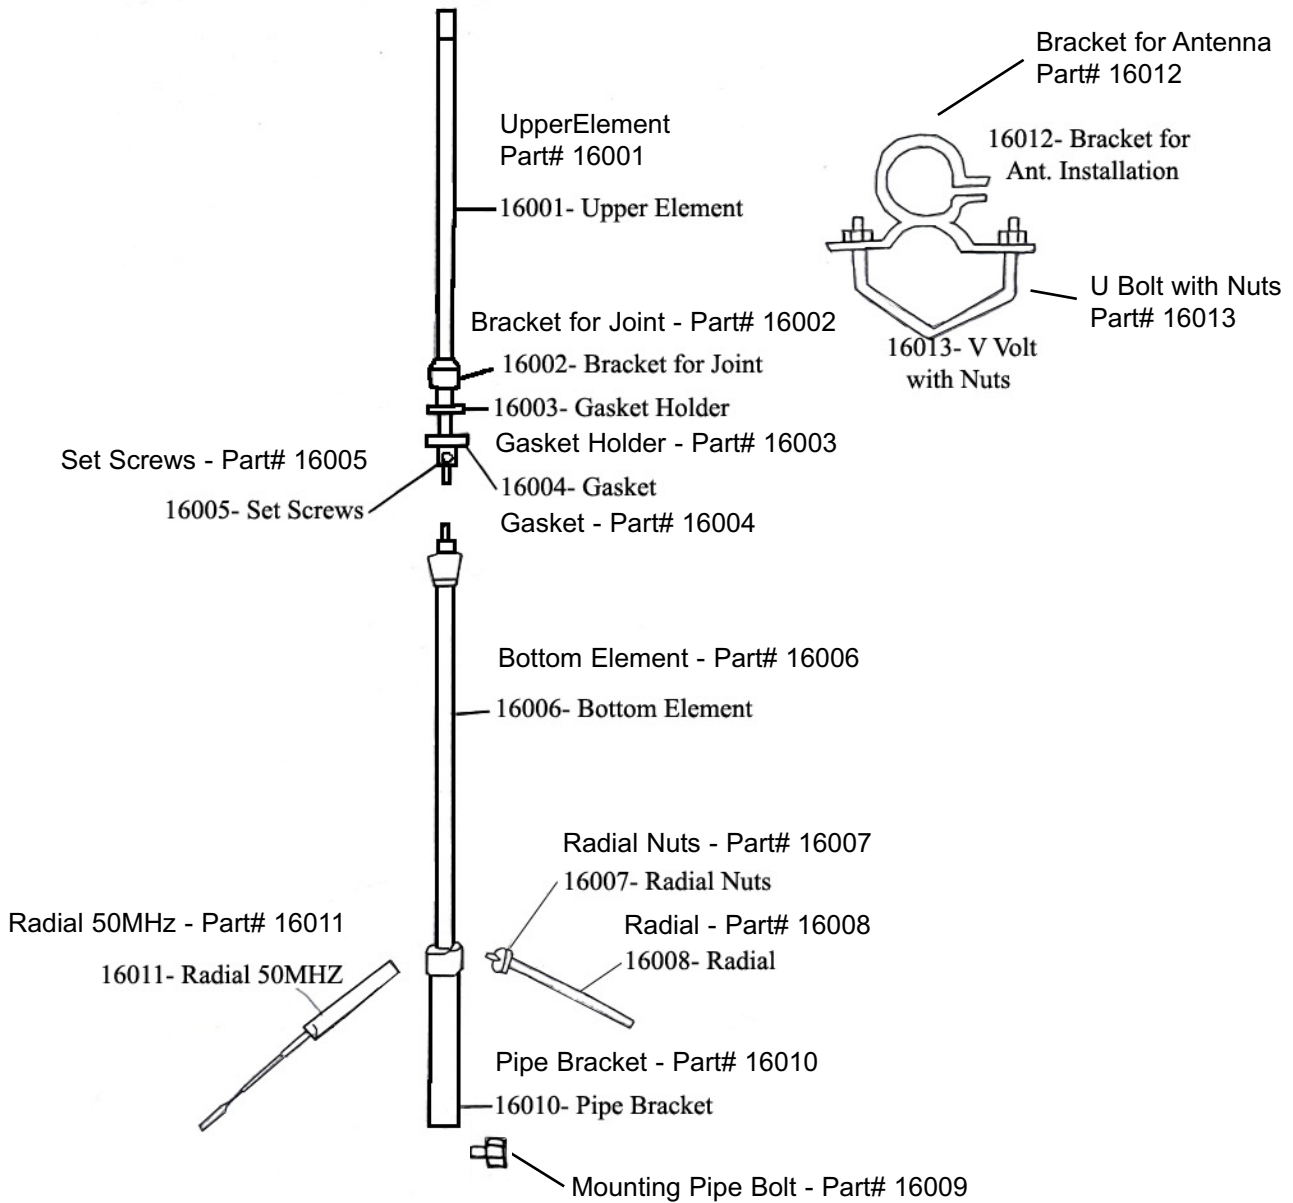 Bracket for Antenna
Part# 16012
UpperElement
Part# 16001
16012- Bracket for
Ant. Installation
16001- Upper Element
U Bolt with Nuts
Part# 16013
Bracket for Joint - Part# 16002
16013- V Volt
with Nuts
16002- Bracket for Joint
16003- Gasket Holder
Gasket Holder - Part# 16003
Set Screws - Part# 16005
16004- Gasket
16005- Set Screws
Gasket - Part# 16004
Bottom Element - Part# 16006
16006- Bottom Element
Radial Nuts - Part# 16007
16007- Radial Nuts
Radial 50MHz - Part# 16011
Radial - Part# 16008
16008- Radial
16011- Radial 50MHZ
Pipe Bracket - Part# 16010
16010- Pipe Bracket
Mounting Pipe Bolt - Part# 16009